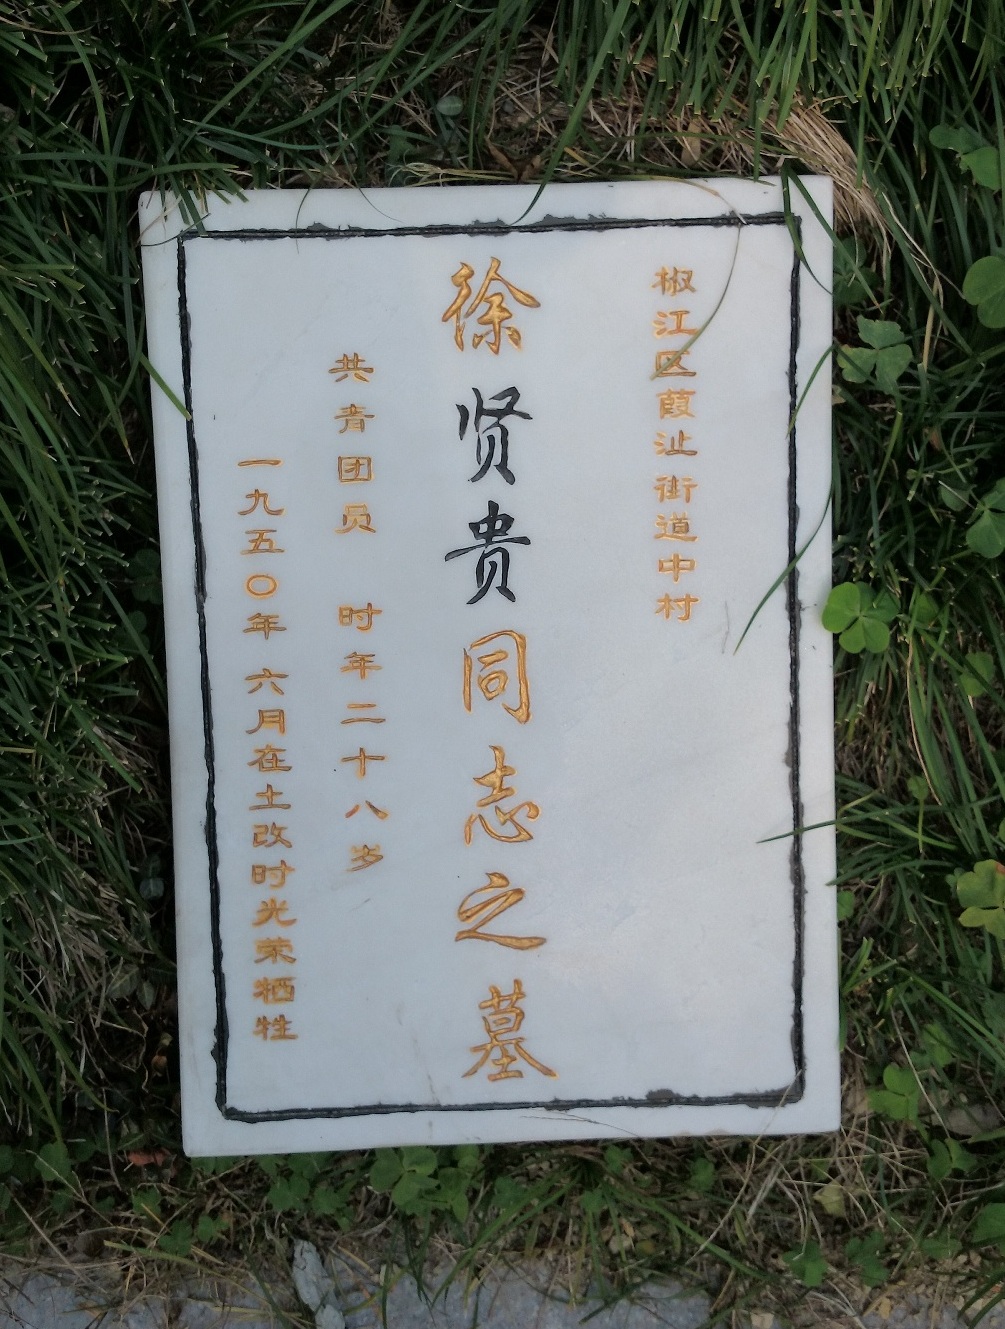 椒江区葭沚街道中村
徐贤贵同志之墓
共青团员 时年二十八岁
一九五〇年六月在土改时光荣牺牲